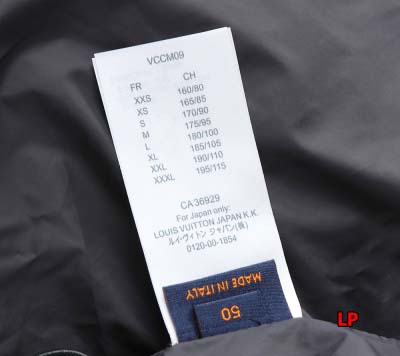 VCCM09
FR CH
XXS 160/80
XS 165/85
S 170/90
M 175/95
L 180/100
XL 185/105
XXL 190/110
XXXL 195/115
CA36929
For Japan only:
LOUIS VUITTON JAPAN K.K.
ルイ・ヴィトン ジャパン(株)
0120-00-1854
MADE IN ITALY
50
LP